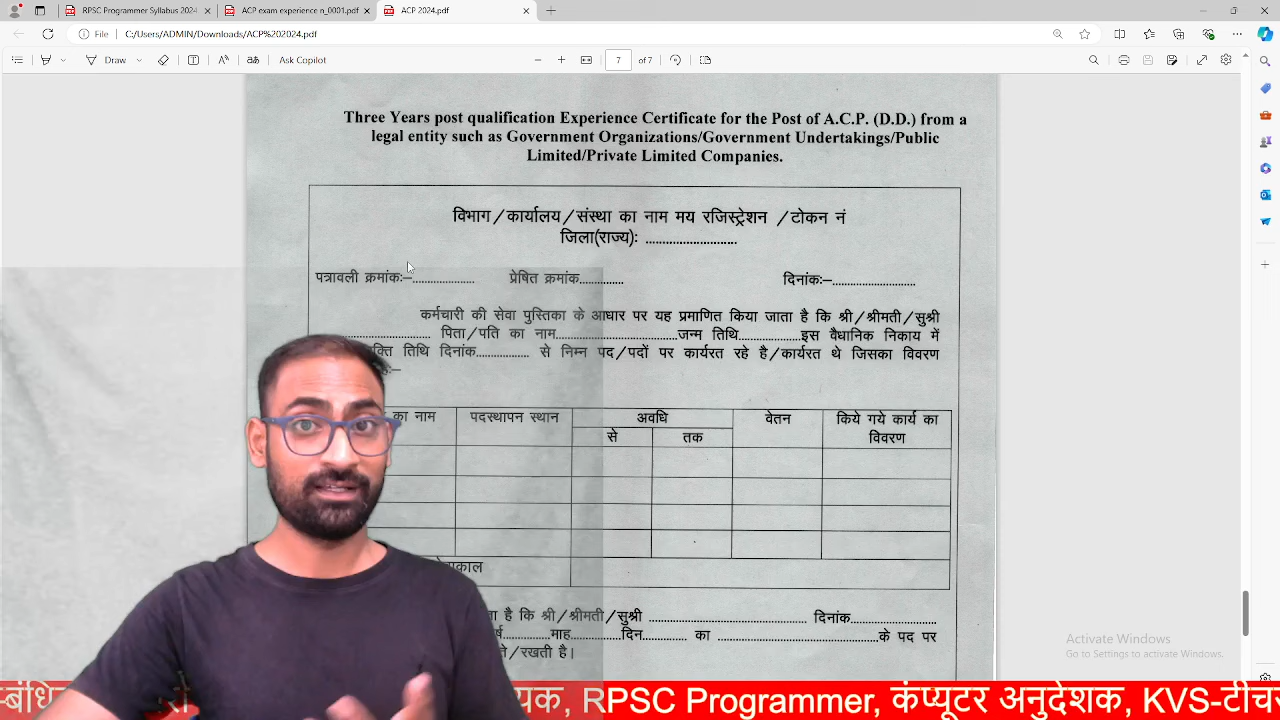 RPSC Programmer Syllabus 2024
ACP exam experience n_0001.pdf
ACP 2024.pdf
File
C:/Users/ADMIN/Downloads/ACP%202024.pdf
Draw
Ask Copilot
7 of 7
Three Years post qualification Experience Certificate for the Post of A.C.P. (D.D.) from a
legal entity such as Government Organizations/Government Undertakings/Public
Limited/Private Limited Companies.
विभाग/कार्यालय/संस्था का नाम मय रजिस्ट्रेशन /टोकन नं
जिला(राज्य): ..........................
पत्रावली क्रमांक:–.................... प्रेषित क्रमांक.............. दिनांक:–..........................
कर्मचारी की सेवा पुस्तिका के आधार पर यह प्रमाणित किया जाता है कि श्री/श्रीमती/सुश्री
.......................... पिता/पति का नाम......................................जन्म तिथि....................इस वैधानिक निकाय में
तिथि दिनांक................ से निम्न पद/पदों पर कार्यरत रहे है/कार्यरत थे जिसका विवरण
का नाम पदस्थापन स्थान अवधि वेतन किये गये कार्य का
से तक विवरण
है कि श्री/श्रीमती/सुश्री .................................................. दिनांक..........................
...............माह................दिन.............. का ..................................................के पद पर
/रखती है।
Activate Windows
Go to Settings to activate Windows.
RPSC Programmer, कंप्यूटर अनुदेशक, KVS-टीचर